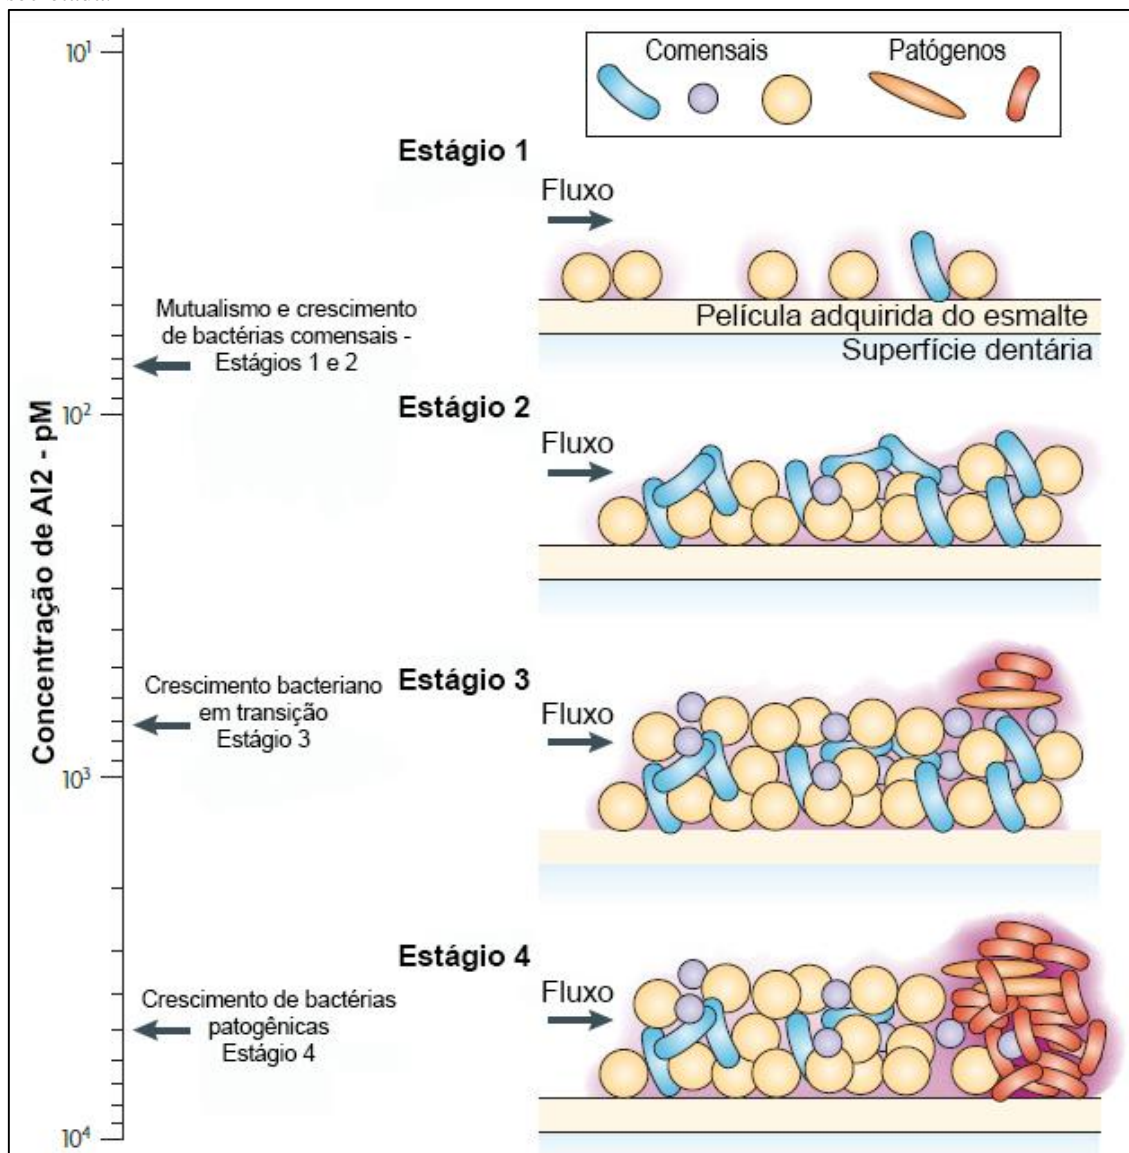 10¹
Comensais
Patógenos
Estágio 1
Fluxo
Película adquirida do esmalte
Superfície dentária
Mutualismo e crescimento
de bactérias comensais -
Estágios 1 e 2
Concentração de AI2 - pM
10²
Estágio 2
Fluxo
Crescimento bacteriano
em transição
Estágio 3
Estágio 3
Fluxo
10³
Estágio 4
Fluxo
Crescimento de bactérias
patogênicas
Estágio 4
10⁴